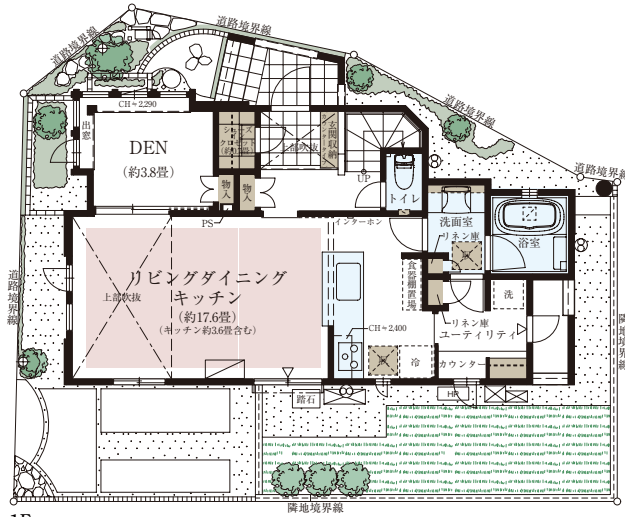 道路境界線
道路境界線
道路境界線
道路境界線
CH≒2,290
出窓
DEN
(約3.8畳)
シューズ
クローゼット
上部吹抜
玄関収納
物入
物入
UP
トイレ
PS
インターホン
洗面室
リネン庫
浴室
リビングダイニング
キッチン
(約17.6畳)
(キッチン約3.6畳含む)
上部吹抜
食器棚置場
CH≒2,400
冷
洗
リネン庫
ユーティリティ
カウンター
踏石
HP
道路境界線
隣地境界線
隣地境界線
1F